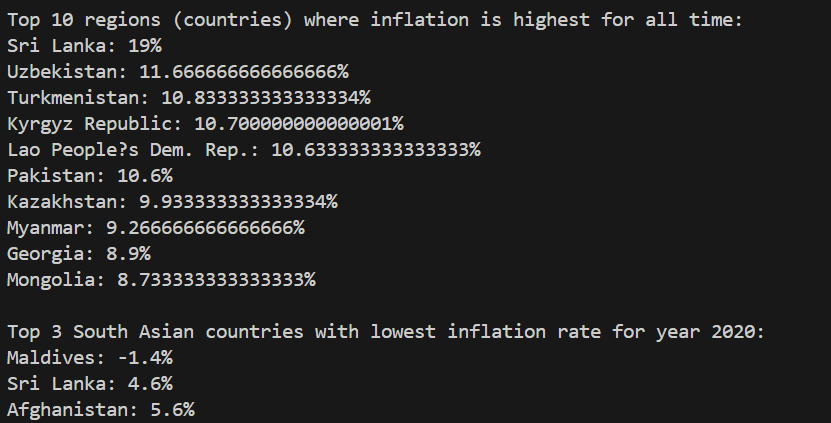 Top 10 regions (countries) where inflation is highest for all time:
Sri Lanka: 19%
Uzbekistan: 11.666666666666666%
Turkmenistan: 10.833333333333334%
Kyrgyz Republic: 10.700000000000001%
Lao People?s Dem. Rep.: 10.633333333333333%
Pakistan: 10.6%
Kazakhstan: 9.933333333333334%
Myanmar: 9.266666666666666%
Georgia: 8.9%
Mongolia: 8.733333333333333%

Top 3 South Asian countries with lowest inflation rate for year 2020:
Maldives: -1.4%
Sri Lanka: 4.6%
Afghanistan: 5.6%